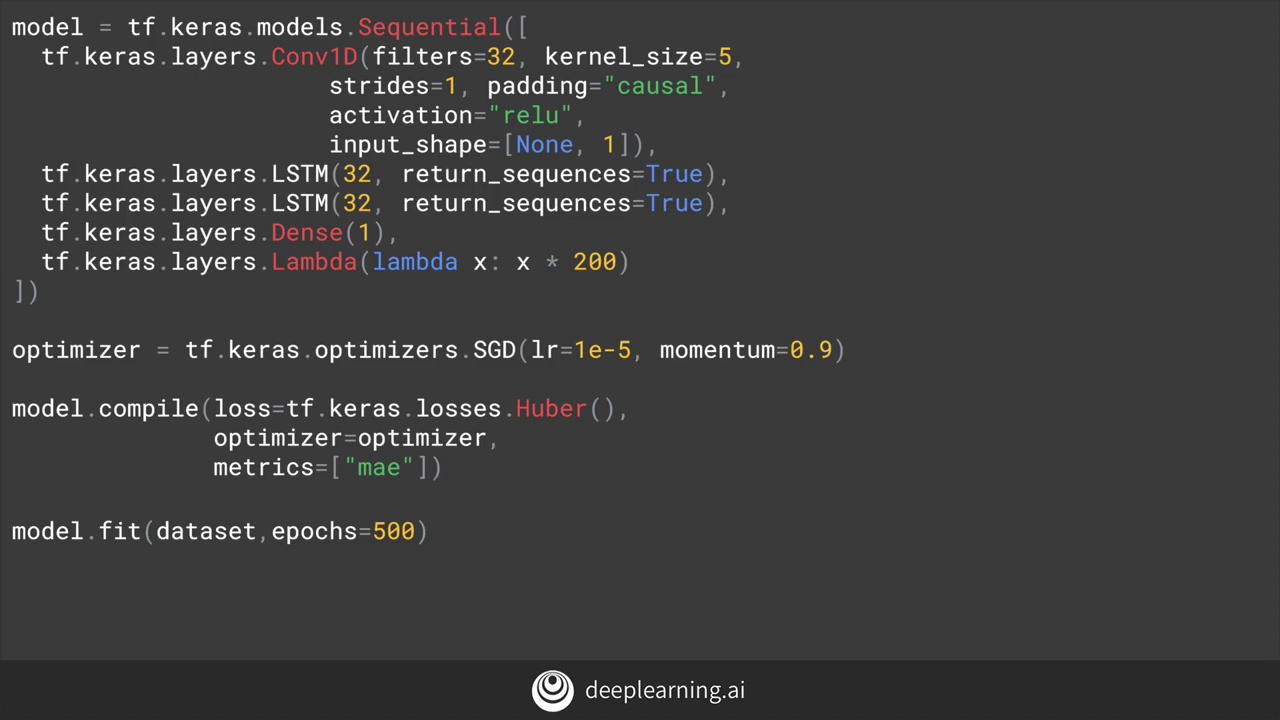 model = tf.keras.models.Sequential([
  tf.keras.layers.Conv1D(filters=32, kernel_size=5,
                      strides=1, padding="causal",
                      activation="relu",
                      input_shape=[None, 1]),
  tf.keras.layers.LSTM(32, return_sequences=True),
  tf.keras.layers.LSTM(32, return_sequences=True),
  tf.keras.layers.Dense(1),
  tf.keras.layers.Lambda(lambda x: x * 200)
])
optimizer = tf.keras.optimizers.SGD(lr=1e-5, momentum=0.9)
model.compile(loss=tf.keras.losses.Huber(),
              optimizer=optimizer,
              metrics=["mae"])
model.fit(dataset,epochs=500)
deeplearning.ai